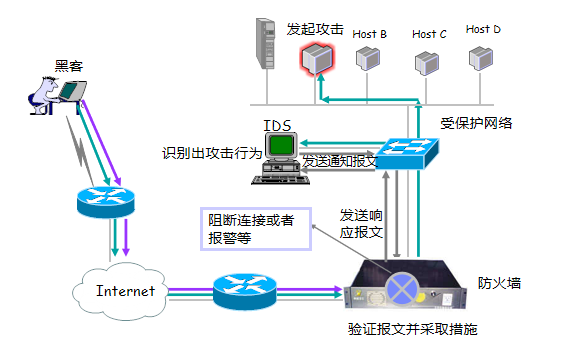 发起攻击
Host B
Host C
Host D
黑客
IDS
受保护网络
识别出攻击行为
发送通知报文
阻断连接或者
报警等
发送响
应报文
Internet
防火墙
验证报文并采取措施